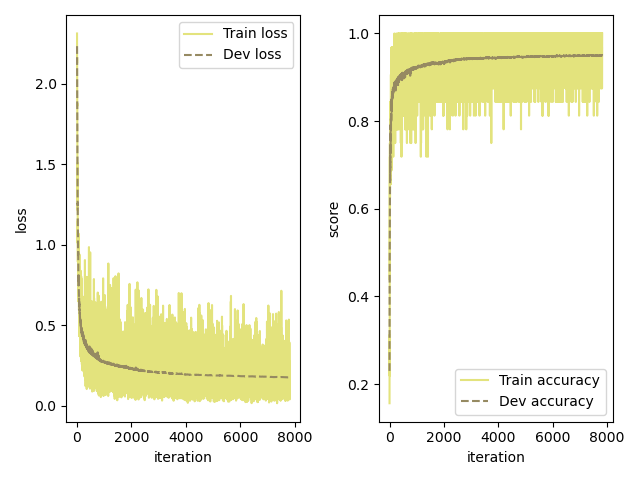 Train loss
Dev loss
2.0
1.5
1.0
0.5
0.0
loss
0
2000
4000
6000
8000
iteration
1.0
0.8
0.6
0.4
0.2
score
Train accuracy
Dev accuracy
0
2000
4000
6000
8000
iteration